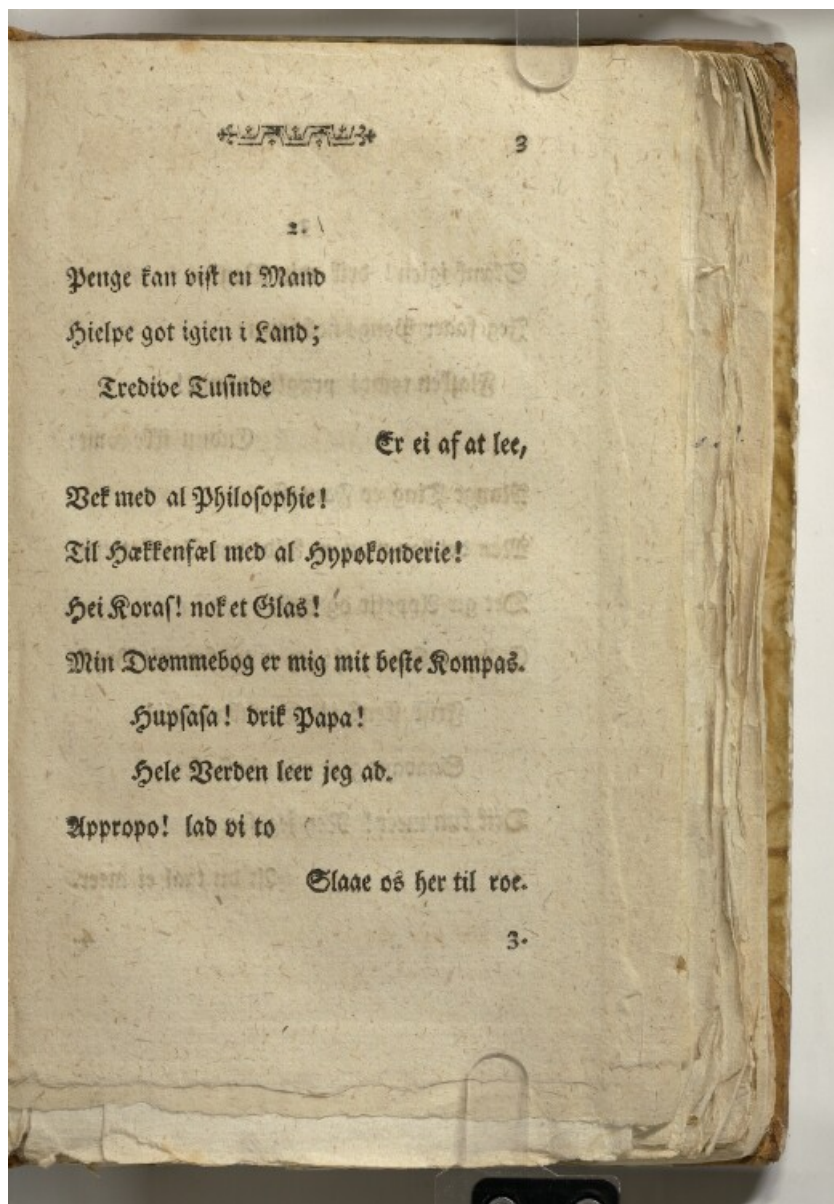 3
2.
Penge kan vist en Mand
Hielpe got igien i Land;
Tredive Tusinde
Er ei af at lee,
Vek med al Philosophie!
Til Hækkenfæl med al Hypokonderie!
Hei Koras! nok et Glas!
Min Drømmebog er mig mit beste Kompas.
Hupsasa! drik Papa!
Hele Verden leer jeg ad.
Appropo! lad vi to
Slaae os her til roe.
3.